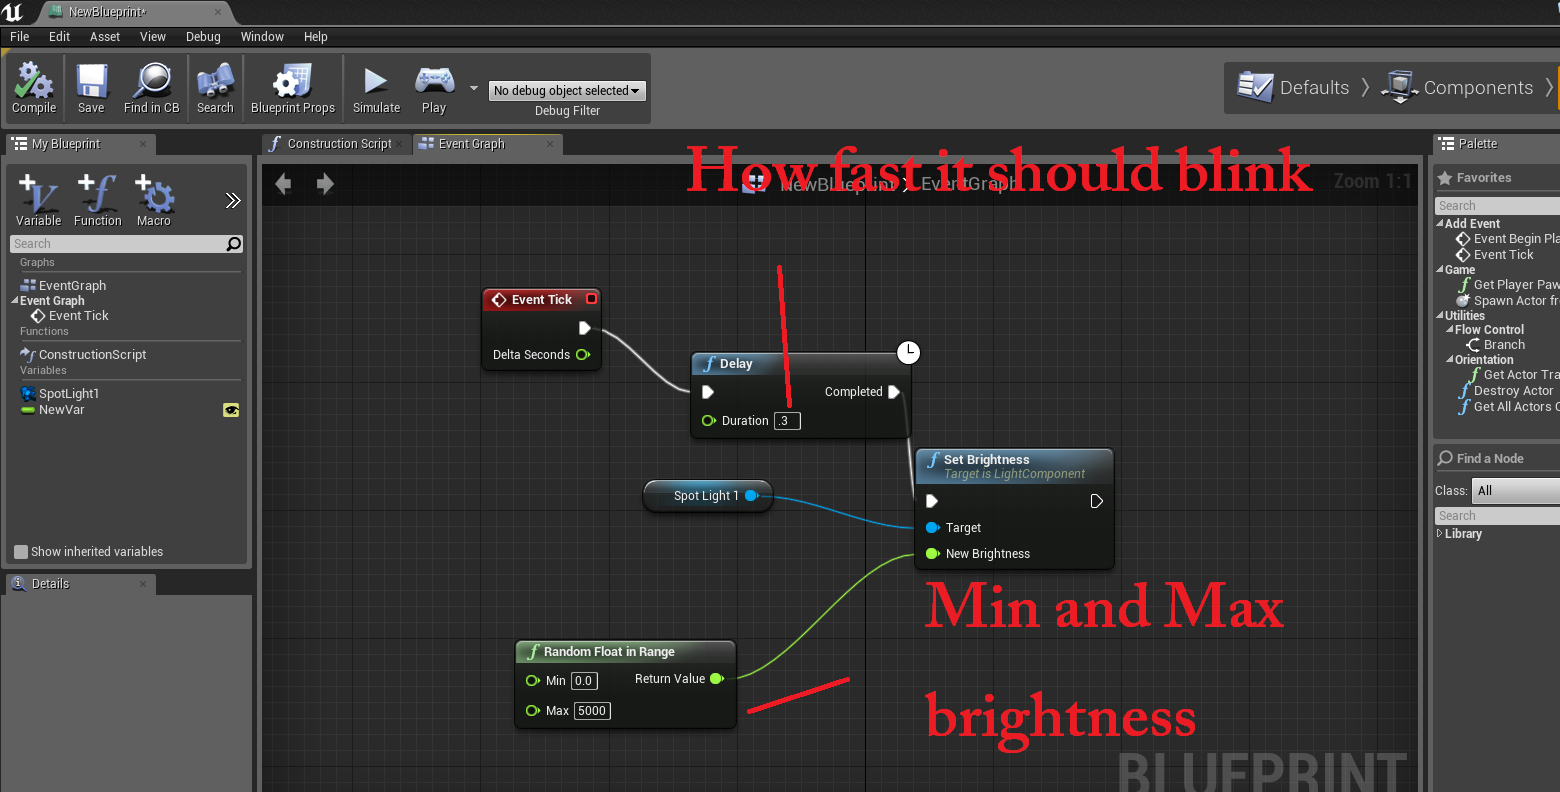 NewBlueprint*
File Edit Asset View Debug Window Help
Compile Save Find in CB Search Blueprint Props Simulate Play
No debug object selected
Debug Filter
Defaults Components
My Blueprint
Construction Script Event Graph
Palette
How fast it should blink
NewBlueprint EventGraph
Zoom 1:1
Variable Function Macro
Search
Graphs
EventGraph
Event Graph
Event Tick
Functions
ConstructionScript
Variables
SpotLight1
NewVar
Show inherited variables
Details
Event Tick
Delta Seconds
Delay
Completed
Duration .3
Spot Light 1
Set Brightness
Target is LightComponent
Target
New Brightness
Min and Max
brightness
Random Float in Range
Min 0.0 Return Value
Max 5000
BLUEPRINT
Favorites
Search
Add Event
Event Begin Pla
Event Tick
Game
Get Player Paw
Spawn Actor fr
Utilities
Flow Control
Branch
Orientation
Get Actor Tra
Destroy Actor
Get All Actors
Find a Node
Class: All
Search
Library